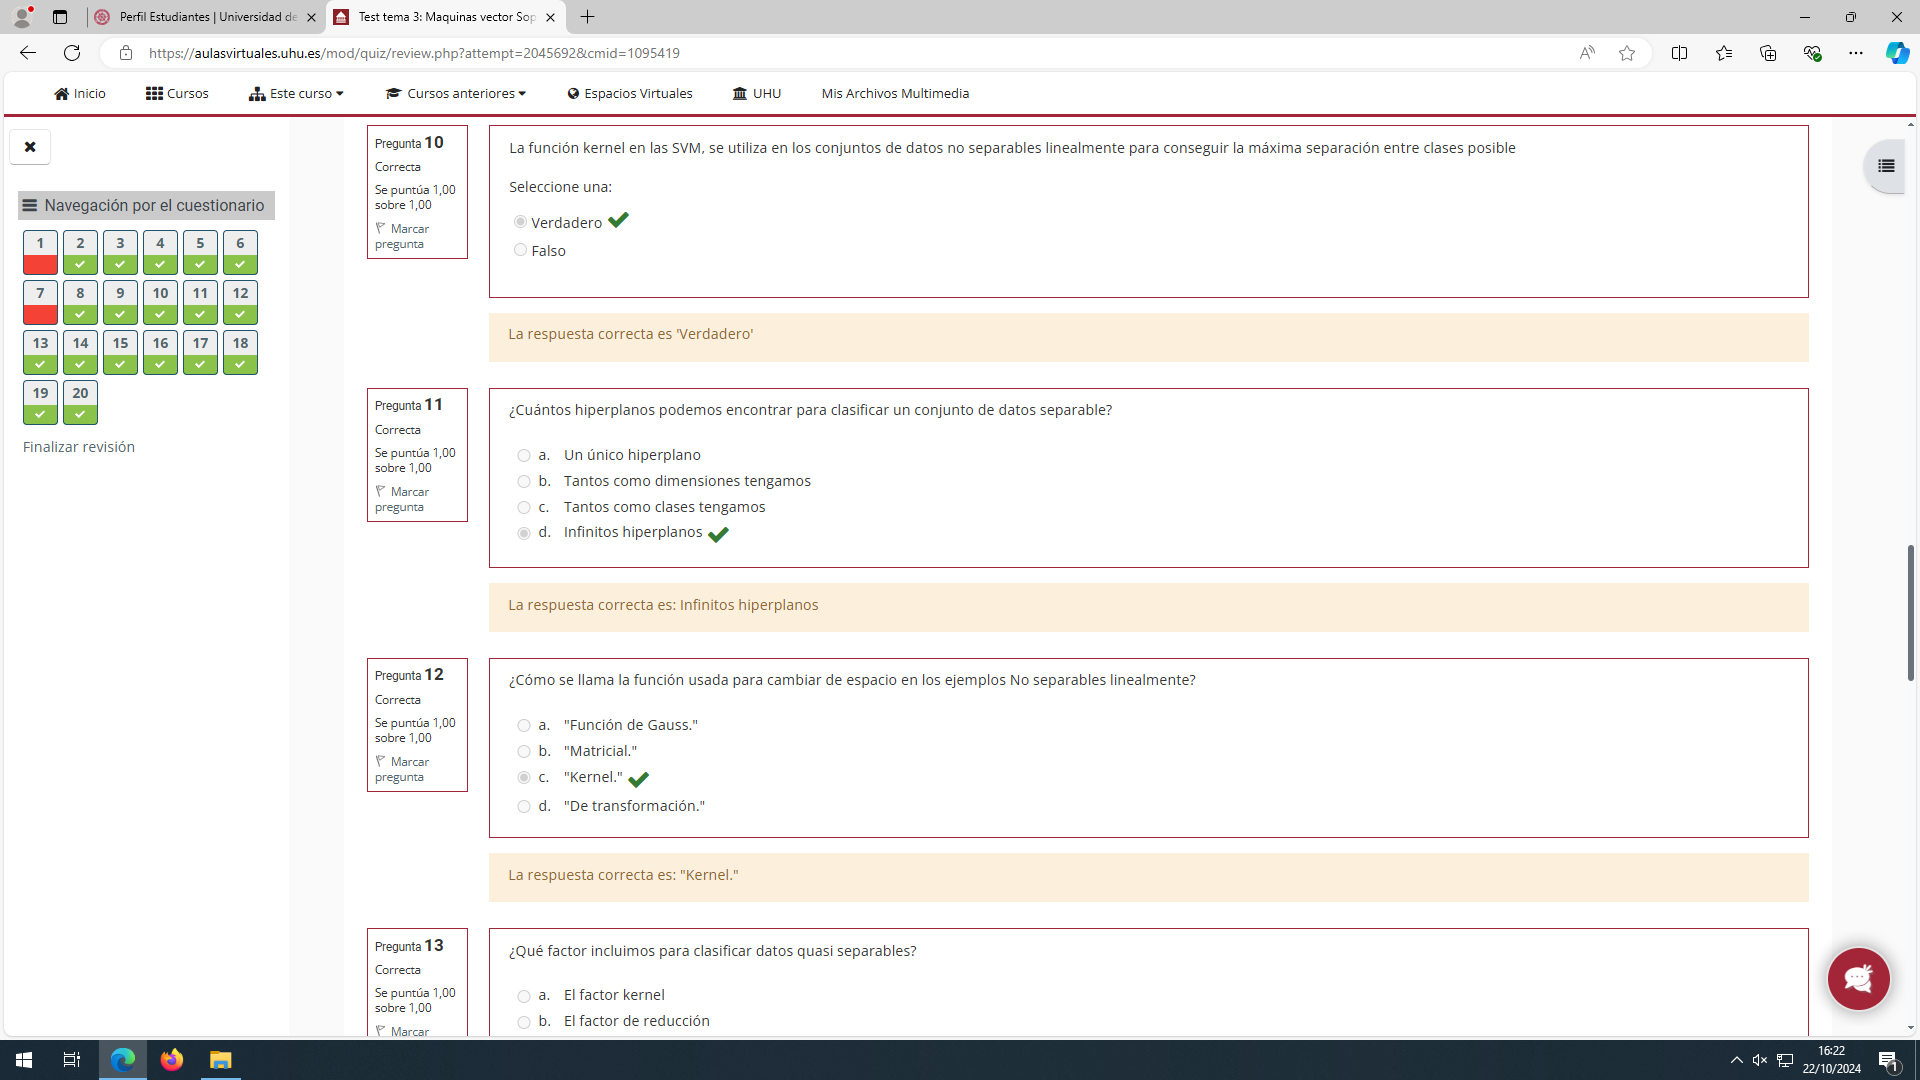 Perfil Estudiantes | Universidad de
Test tema 3: Maquinas vector Sop
https://aulasvirtuales.uhu.es/mod/quiz/review.php?attempt=2045692&cmid=1095419
Inicio
Cursos
Este curso
Cursos anteriores
Espacios Virtuales
UHU
Mis Archivos Multimedia
Navegación por el cuestionario
1 2 3 4 5 6
7 8 9 10 11 12
13 14 15 16 17 18
19 20
Finalizar revisión
Pregunta 10
Correcta
Se puntúa 1,00
sobre 1,00
Marcar
pregunta
La función kernel en las SVM, se utiliza en los conjuntos de datos no separables linealmente para conseguir la máxima separación entre clases posible
Seleccione una:
Verdadero
Falso
La respuesta correcta es 'Verdadero'
Pregunta 11
Correcta
Se puntúa 1,00
sobre 1,00
Marcar
pregunta
¿Cuántos hiperplanos podemos encontrar para clasificar un conjunto de datos separable?
a. Un único hiperplano
b. Tantos como dimensiones tengamos
c. Tantos como clases tengamos
d. Infinitos hiperplanos
La respuesta correcta es: Infinitos hiperplanos
Pregunta 12
Correcta
Se puntúa 1,00
sobre 1,00
Marcar
pregunta
¿Cómo se llama la función usada para cambiar de espacio en los ejemplos No separables linealmente?
a. "Función de Gauss."
b. "Matricial."
c. "Kernel."
d. "De transformación."
La respuesta correcta es: "Kernel."
Pregunta 13
Correcta
Se puntúa 1,00
sobre 1,00
Marcar
¿Qué factor incluimos para clasificar datos quasi separables?
a. El factor kernel
b. El factor de reducción
16:22
22/10/2024
1